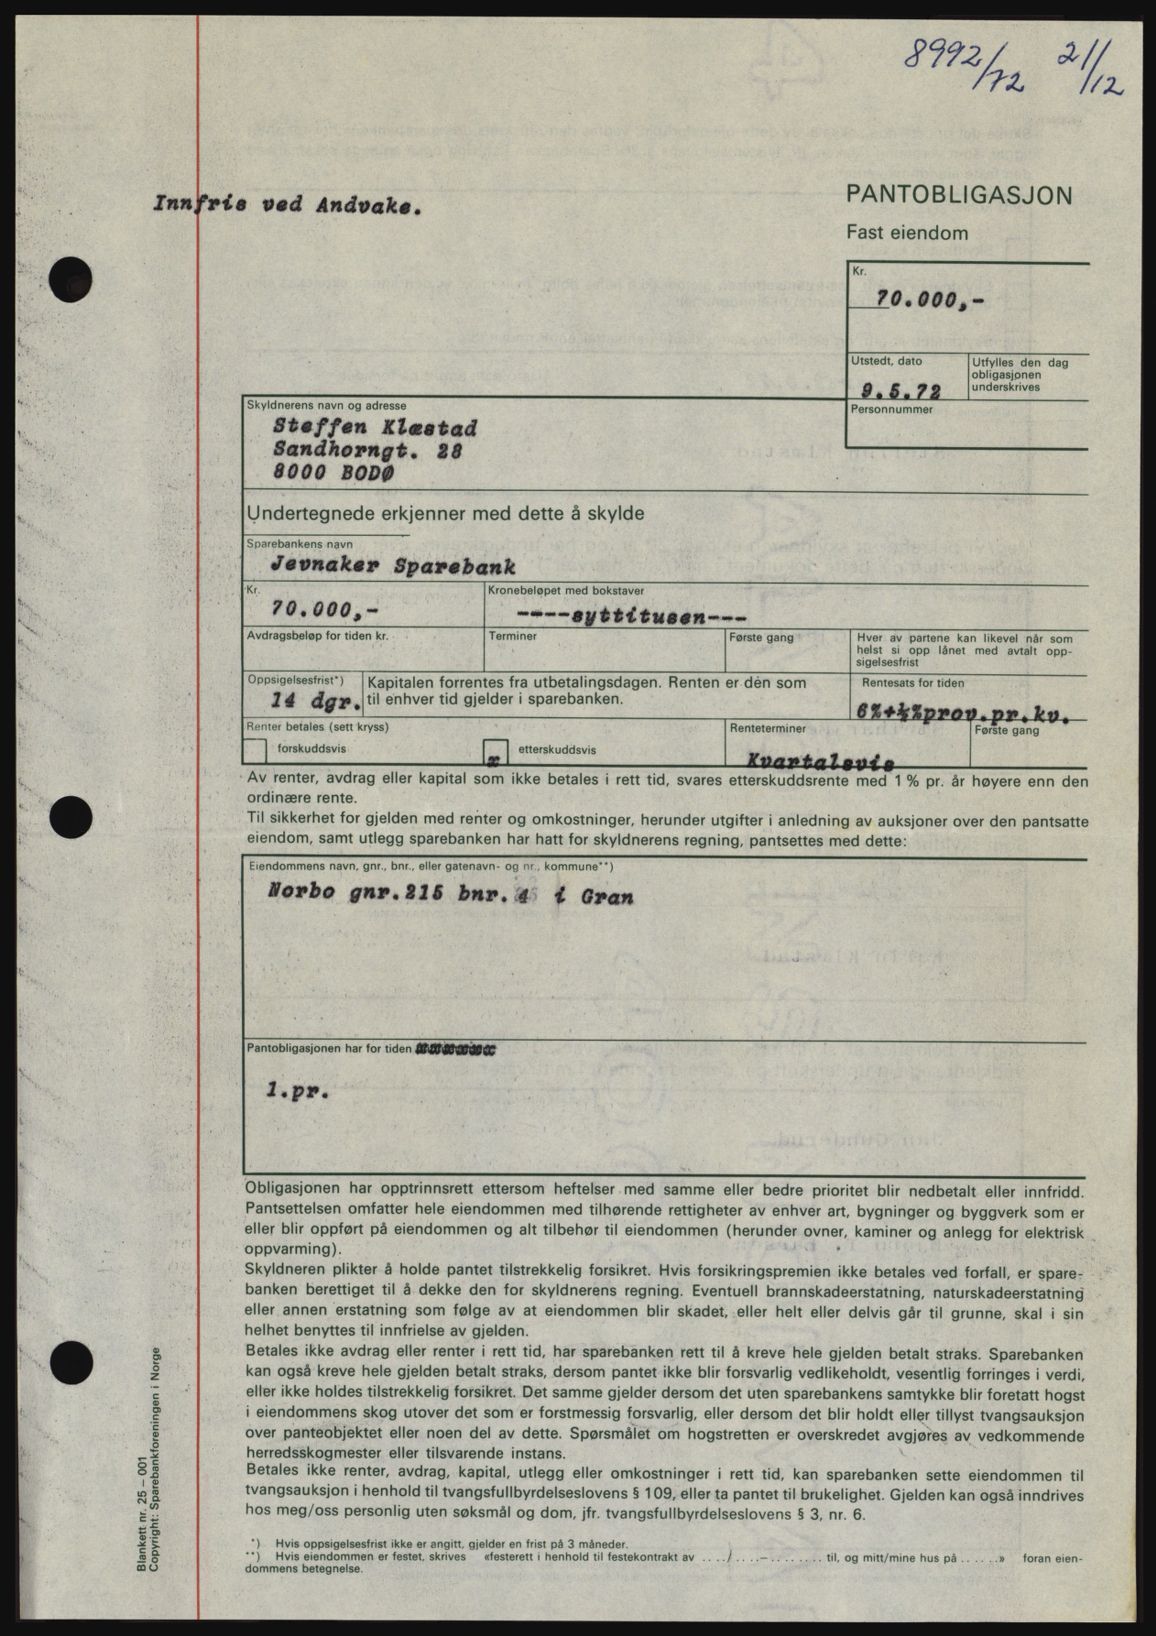 8992/72 21/12
Innfris ved Andvake.
PANTOBLIGASJON
Fast eiendom
Kr.
70.000,-
Utstedt, dato
9.5.72
Utfylles den dag
obligasjonen
underskrives
Personnummer
Skyldnerens navn og adresse
Steffen Klæstad
Sandhorngt. 28
8000 BODØ
Undertegnede erkjenner med dette å skylde
Sparebankens navn
Jevnaker Sparebank
Kr.
70.000,-
Kronebeløpet med bokstaver
----syttitusen---
Avdragsbeløp for tiden kr.
Terminer
Første gang
Hver av partene kan likevel når som
helst si opp lånet med avtalt opp-
sigelsesfrist
Oppsigelsesfrist*)
14 dgr.
Kapitalen forrentes fra utbetalingsdagen. Renten er den som
til enhver tid gjelder i sparebanken.
Rentesats for tiden
6%+¼%prov.pr.kv.
Renter betales (sett kryss)
forskuddsvis
x etterskuddsvis
Renteterminer
Kvartalsvis
Første gang
Av renter, avdrag eller kapital som ikke betales i rett tid, svares etterskuddsrente med 1 % pr. år høyere enn den
ordinære rente.
Til sikkerhet for gjelden med renter og omkostninger, herunder utgifter i anledning av auksjoner over den pantsatte
eiendom, samt utlegg sparebanken har hatt for skyldnerens regning, pantsettes med dette:
Eiendommens navn, gnr., bnr., eller gatenavn- og nr., kommune**)
Norbo gnr.215 bnr. 4 i Gran
Pantobligasjonen har for tiden
1.pr.
Obligasjonen har opptrinnsrett ettersom heftelser med samme eller bedre prioritet blir nedbetalt eller innfridd.
Pantsettelsen omfatter hele eiendommen med tilhørende rettigheter av enhver art, bygninger og byggverk som er
eller blir oppført på eiendommen og alt tilbehør til eiendommen (herunder ovner, kaminer og anlegg for elektrisk
oppvarming).
Skyldneren plikter å holde pantet tilstrekkelig forsikret. Hvis forsikringspremien ikke betales ved forfall, er spare-
banken berettiget til å dekke den for skyldnerens regning. Eventuell brannskadeerstatning, naturskadeerstatning
eller annen erstatning som følge av at eiendommen blir skadet, eller helt eller delvis går til grunne, skal i sin
helhet benyttes til innfrielse av gjelden.
Betales ikke avdrag eller renter i rett tid, har sparebanken rett til å kreve hele gjelden betalt straks. Sparebanken
kan også kreve hele gjelden betalt straks, dersom pantet ikke blir forsvarlig vedlikeholdt, vesentlig forringes i verdi,
eller ikke holdes tilstrekkelig forsikret. Det samme gjelder dersom det uten sparebankens samtykke blir foretatt hogst
i eiendommens skog utover det som er forstmessig forsvarlig, eller dersom det blir holdt eller tillyst tvangsauksjon
over panteobjektet eller noen del av dette. Spørsmålet om hogstretten er overskredet avgjøres av vedkommende
herredsskogmester eller tilsvarende instans.
Betales ikke renter, avdrag, kapital, utlegg eller omkostninger i rett tid, kan sparebanken sette eiendommen til
tvangsauksjon i henhold til tvangsfullbyrdelseslovens § 109, eller ta pantet til brukelighet. Gjelden kan også inndrives
hos meg/oss personlig uten søksmål og dom, jfr. tvangsfullbyrdelseslovens § 3, nr. 6.
*) Hvis oppsigelsesfrist ikke er angitt, gjelder en frist på 3 måneder.
**) Hvis eiendommen er festet, skrives «festerett i henhold til festekontrakt av ..../....–........ til, og mitt/mine hus på ......» foran eien-
dommens betegnelse.
Blankett nr. 25 – 001
Copyright: Sparebankforeningen i Norge